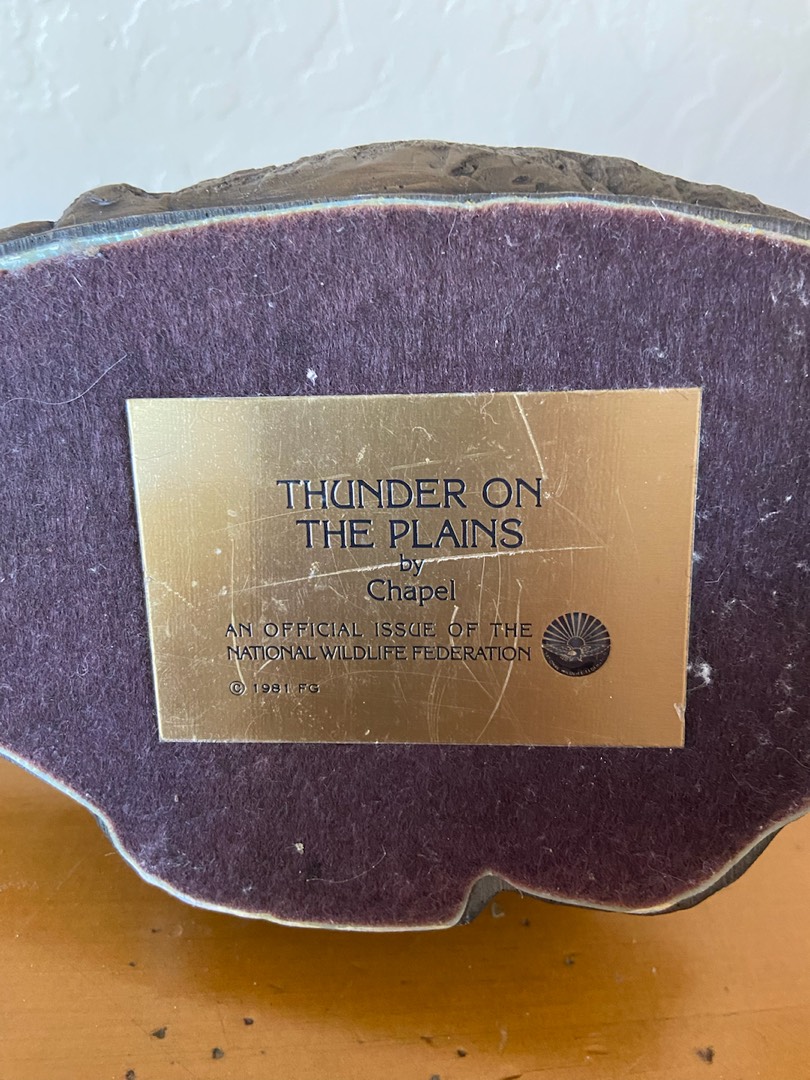 THUNDER ON
THE PLAINS
by
Chapel
AN OFFICIAL ISSUE OF THE
NATIONAL WILDLIFE FEDERATION
© 1981 FG